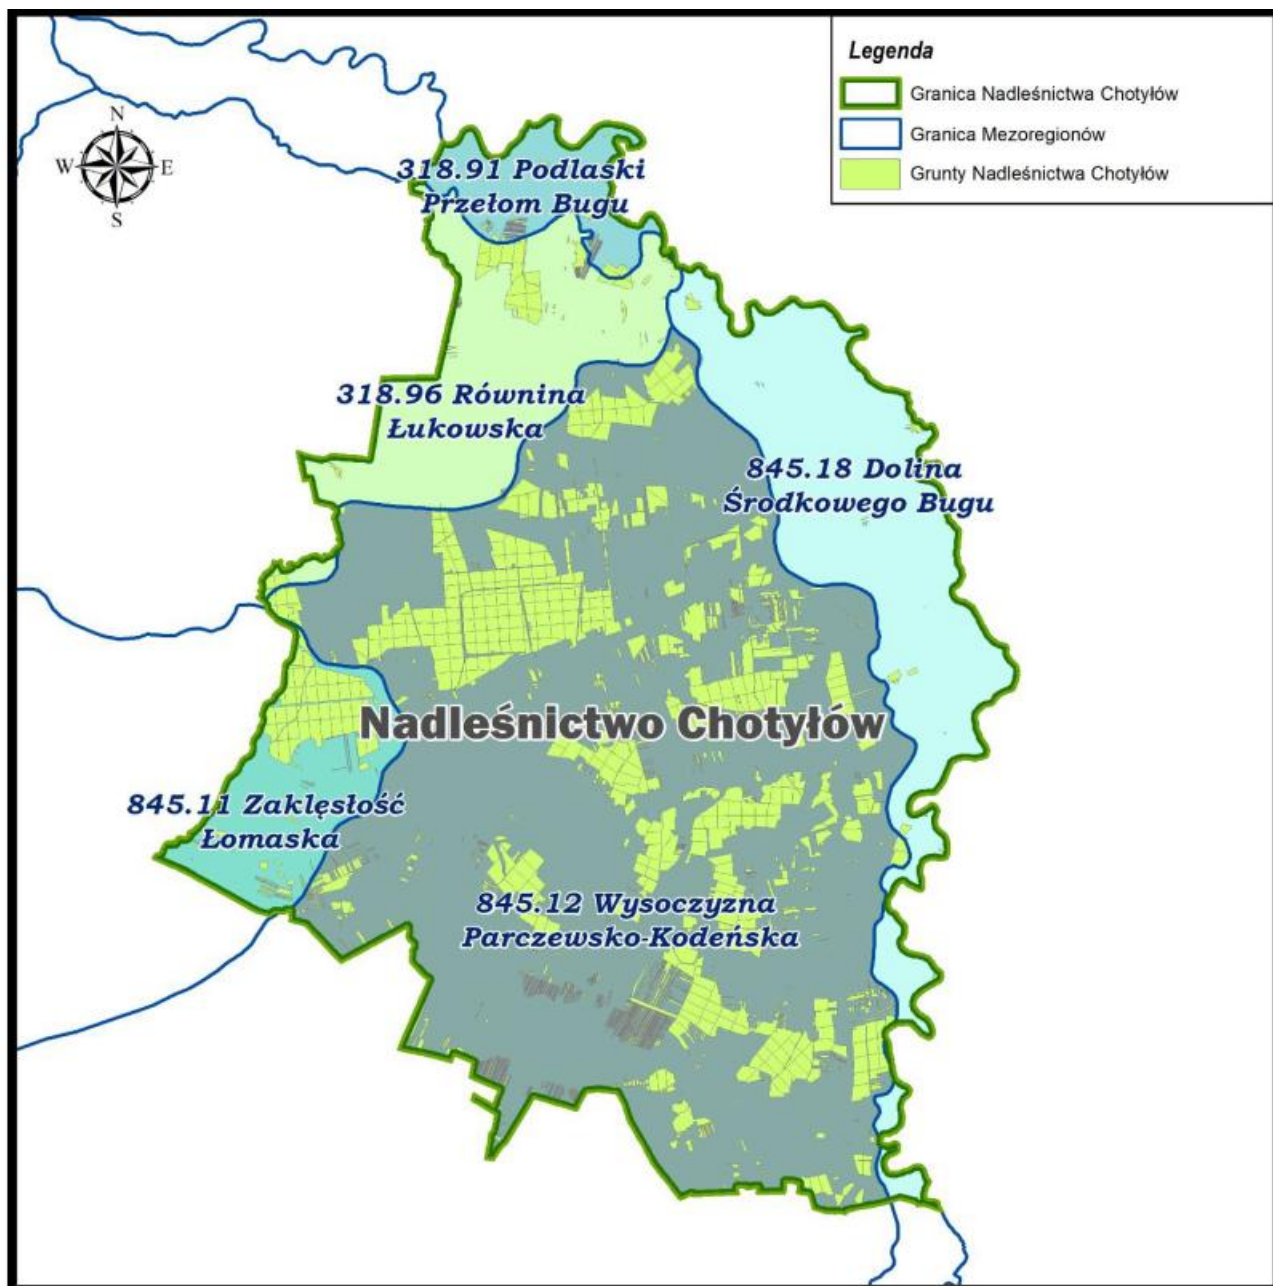 Legenda
Granica Nadleśnictwa Chotyłów
Granica Mezoregionów
Grunty Nadleśnictwa Chotyłów
N
W
E
S
318.91 Podlaski
Przełom Bugu
318.96 Równina
Łukowska
845.18 Dolina
Środkowego Bugu
Nadleśnictwo Chotyłów
845.11 Zaklęsłość
Łomaska
845.12 Wysoczyzna
Parczewsko-Kodeńska